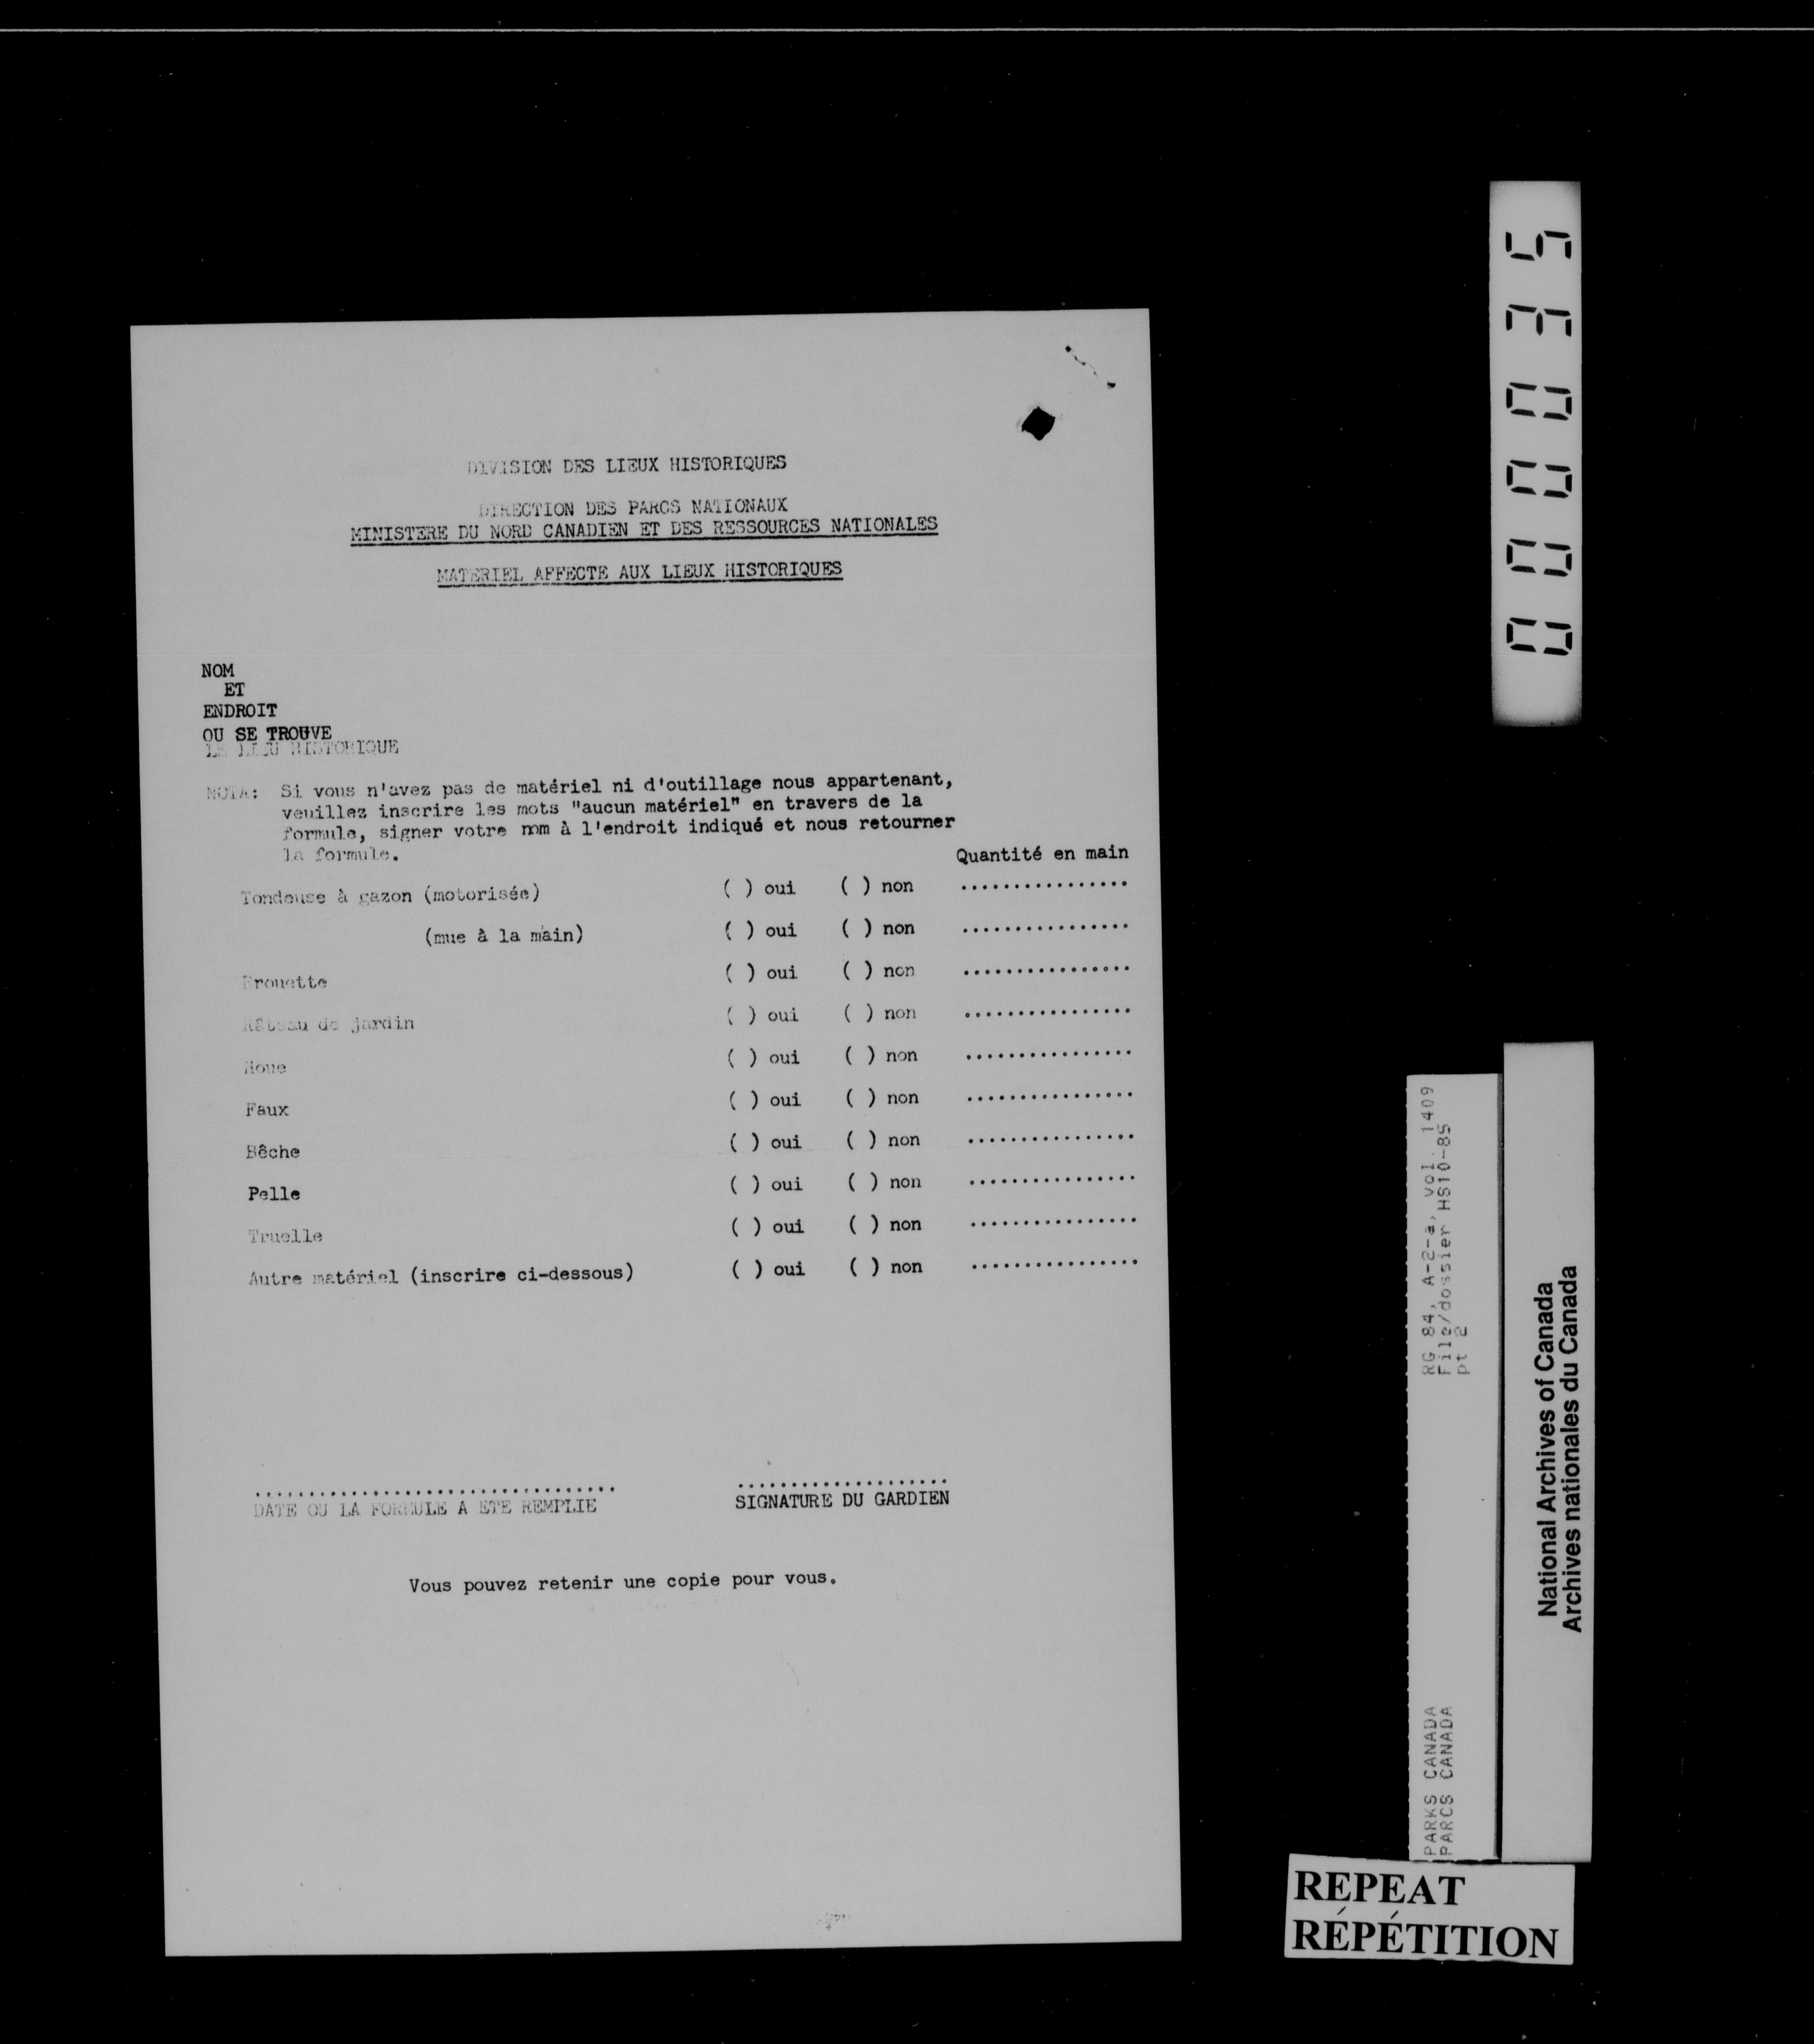 DIVISION DES LIEUX HISTORIQUES
DIRECTION DES PARCS NATIONAUX
MINISTERE DU NORD CANADIEN ET DES RESSOURCES NATIONALES
MATERIEL AFFECTE AUX LIEUX HISTORIQUES
NOM
ET
ENDROIT
OU SE TROUVE
LE LIEU HISTORIQUE
NOTA: Si vous n'avez pas de matériel ni d'outillage nous appartenant,
veuillez inscrire les mots "aucun matériel" en travers de la
formule, signer votre nom à l'endroit indiqué et nous retourner
la formule.
Quantité en main
Tondeuse à gazon (motorisée) ( ) oui ( ) non ................
(mue à la main) ( ) oui ( ) non ................
Brouette ( ) oui ( ) non ................
Râteau de jardin ( ) oui ( ) non ................
Houe ( ) oui ( ) non ................
Faux ( ) oui ( ) non ................
Bêche ( ) oui ( ) non ................
Pelle ( ) oui ( ) non ................
Truelle ( ) oui ( ) non ................
Autre matériel (inscrire ci-dessous) ( ) oui ( ) non ................
.................................. ....................
DATE OU LA FORMULE A ETE REMPLIE SIGNATURE DU GARDIEN
Vous pouvez retenir une copie pour vous.
000035
RG 84, A-2-a, vol. 1409
File/dossier HS10-85
pt 2
PARKS CANADA
PARCS CANADA
National Archives of Canada
Archives nationales du Canada
REPEAT
RÉPÉTITION